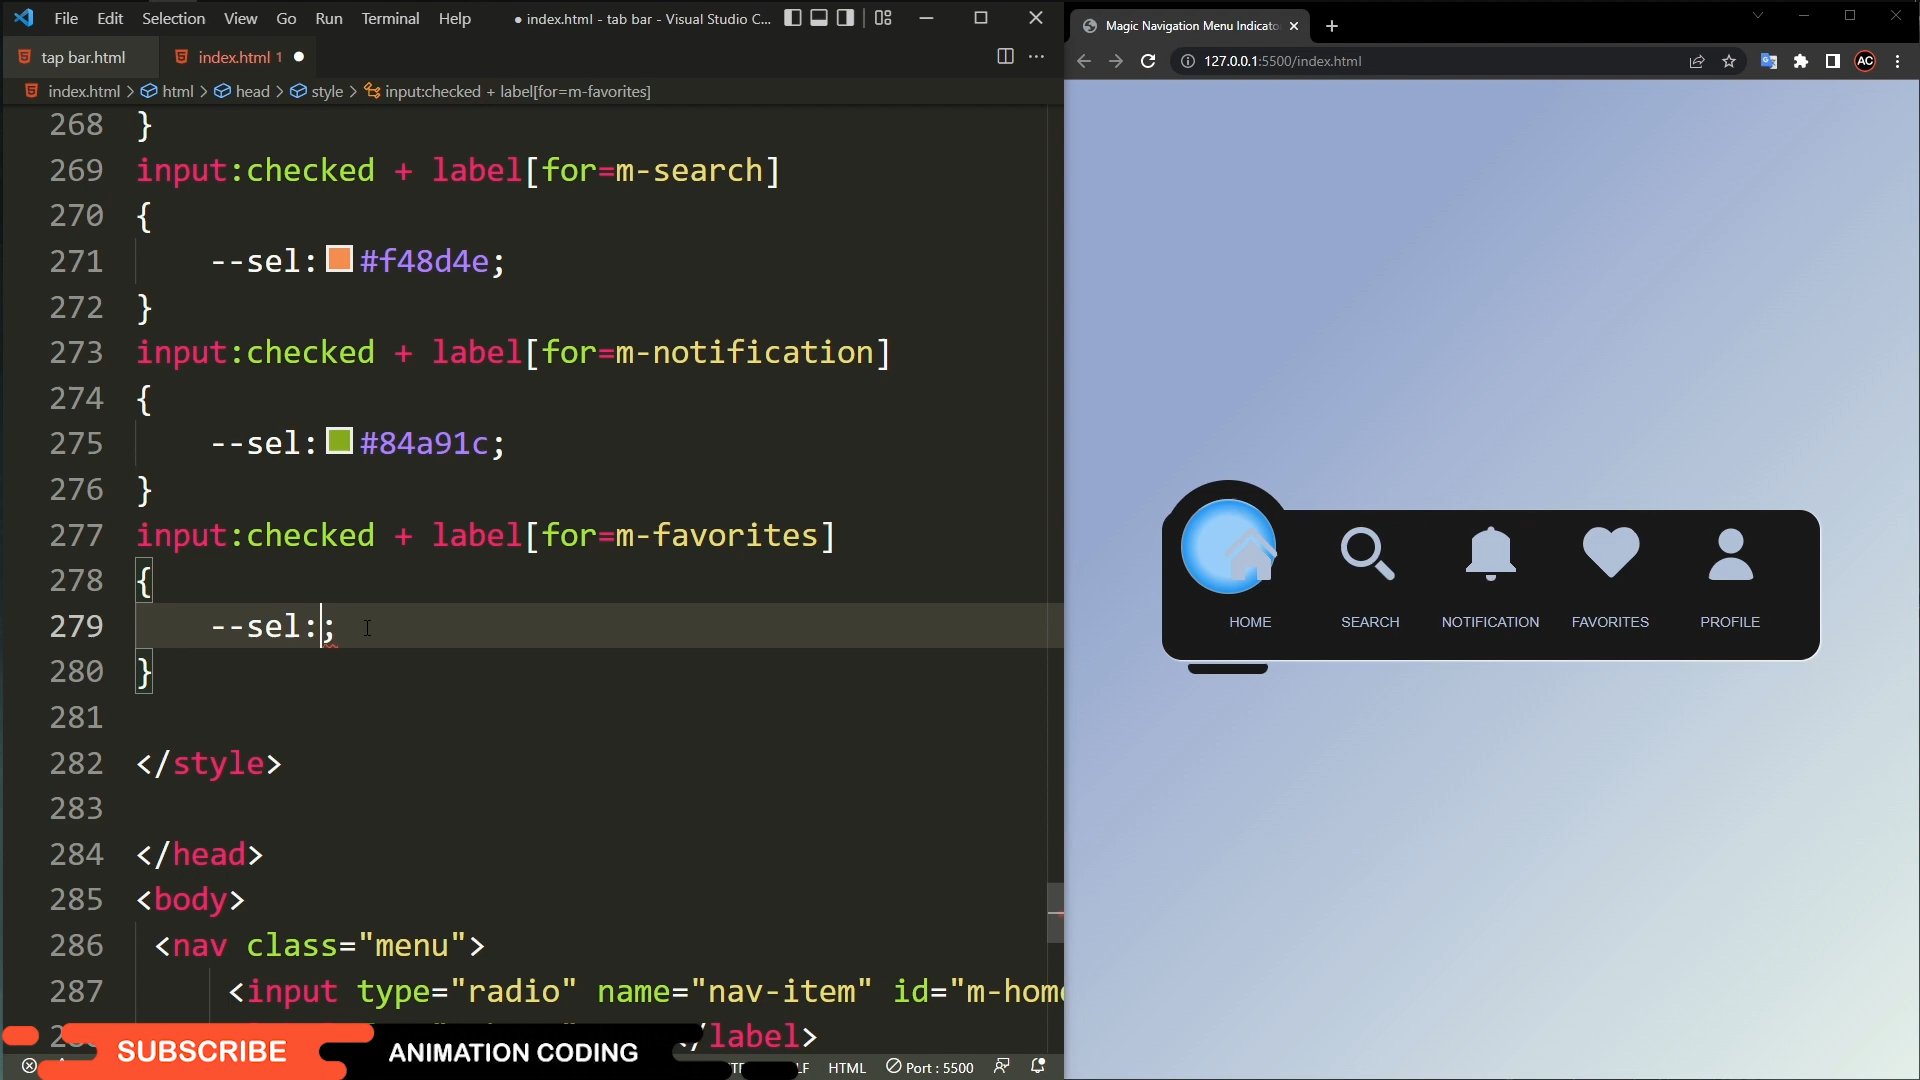 File Edit Selection View Go Run Terminal Help ● index.html - tab bar - Visual Studio C...
tap bar.html index.html 1 ●
index.html > html > head > style > input:checked + label[for=m-favorites]
268 }
269 input:checked + label[for=m-search]
270 {
271 --sel:#f48d4e;
272 }
273 input:checked + label[for=m-notification]
274 {
275 --sel:#84a91c;
276 }
277 input:checked + label[for=m-favorites]
278 {
279 --sel:;
280 }
281
282 </style>
283
284 </head>
285 <body>
286 <nav class="menu">
287 <input type="radio" name="nav-item" id="m-home
/label>
SUBSCRIBE ANIMATION CODING
LF HTML Port : 5500
Magic Navigation Menu Indicato
127.0.0.1:5500/index.html
AC
HOME SEARCH NOTIFICATION FAVORITES PROFILE